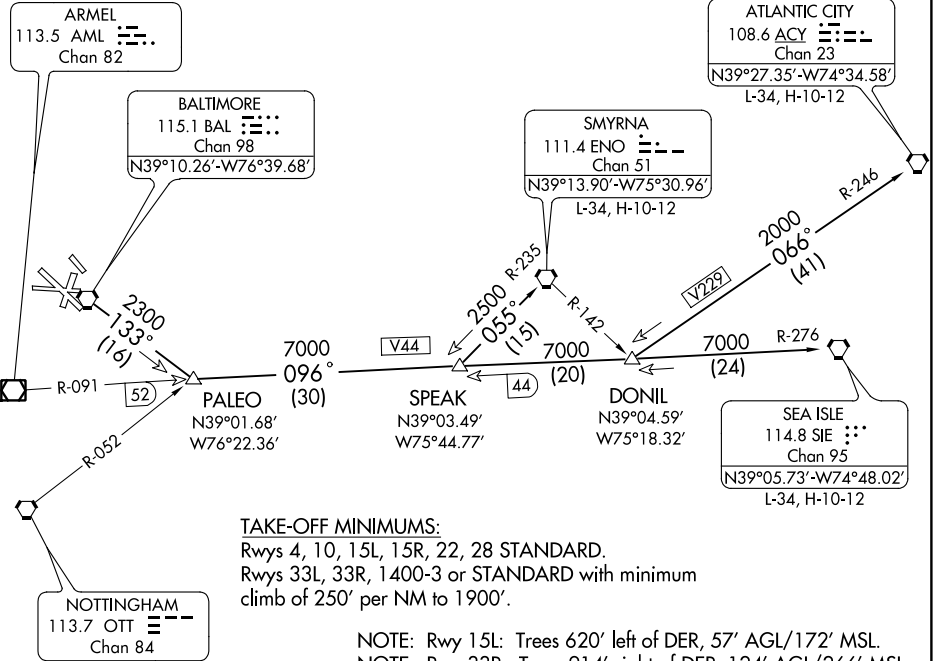 ARMEL
113.5 AML
Chan 82
ATLANTIC CITY
108.6 ACY
Chan 23
N39°27.35'-W74°34.58'
L-34, H-10-12
BALTIMORE
115.1 BAL
Chan 98
N39°10.26'-W76°39.68'
SMYRNA
111.4 ENO
Chan 51
N39°13.90'-W75°30.96'
L-34, H-10-12
R-246
2000
066°
(41)
V229
R-235
2500
055°
(15)
R-142
2300
133°
(16)
R-091
52
7000
096°
(30)
V44
7000
(20)
44
7000
(24)
R-276
PALEO
N39°01.68'
W76°22.36'
SPEAK
N39°03.49'
W75°44.77'
DONIL
N39°04.59'
W75°18.32'
SEA ISLE
114.8 SIE
Chan 95
N39°05.73'-W74°48.02'
L-34, H-10-12
R-052
NOTTINGHAM
113.7 OTT
Chan 84
TAKE-OFF MINIMUMS:
Rwys 4, 10, 15L, 15R, 22, 28 STANDARD.
Rwys 33L, 33R, 1400-3 or STANDARD with minimum
climb of 250' per NM to 1900'.
NOTE: Rwy 15L: Trees 620' left of DER, 57' AGL/172' MSL.